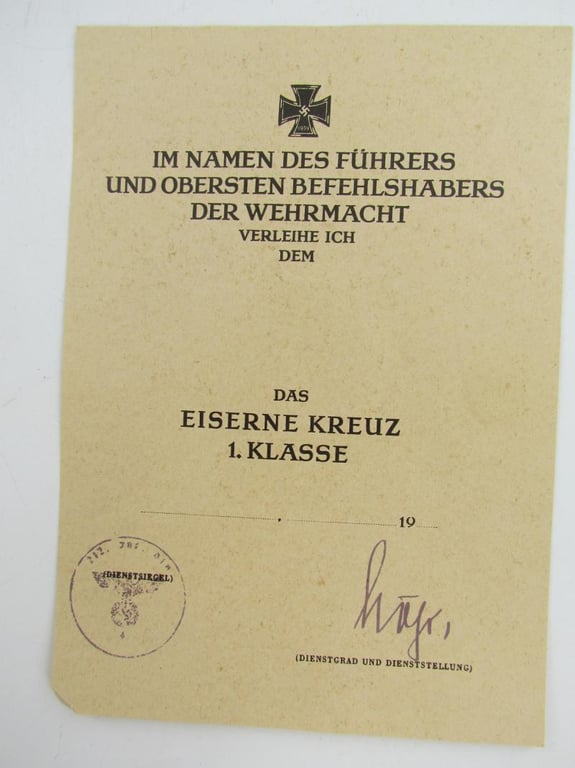 1939
IM NAMEN DES FÜHRERS
UND OBERSTEN BEFEHLSHABERS
DER WEHRMACHT
VERLEIHE ICH
DEM
DAS
EISERNE KREUZ
1. KLASSE
19
(DIENSTSIEGEL)
(DIENSTGRAD UND DIENSTSTELLUNG)